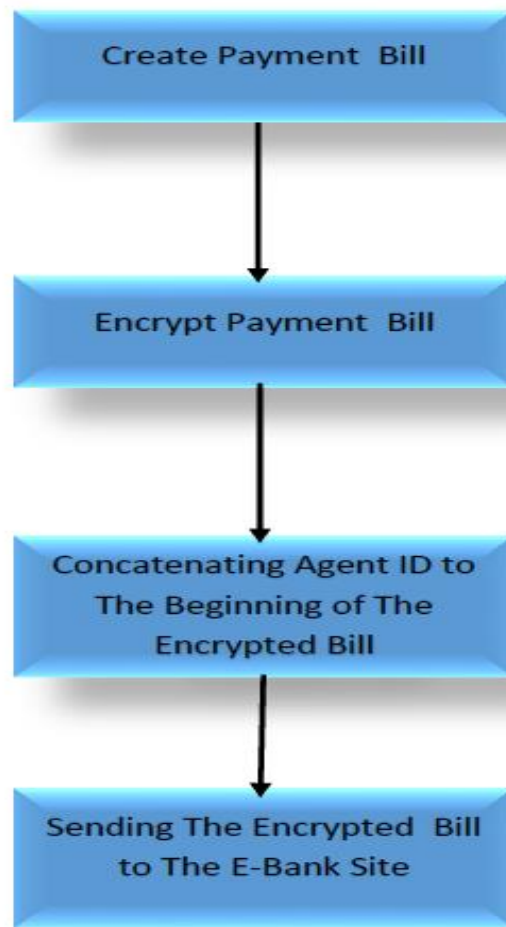 Create Payment Bill
Encrypt Payment Bill
Concatenating Agent ID to
The Beginning of The
Encrypted Bill
Sending The Encrypted Bill
to The E-Bank Site